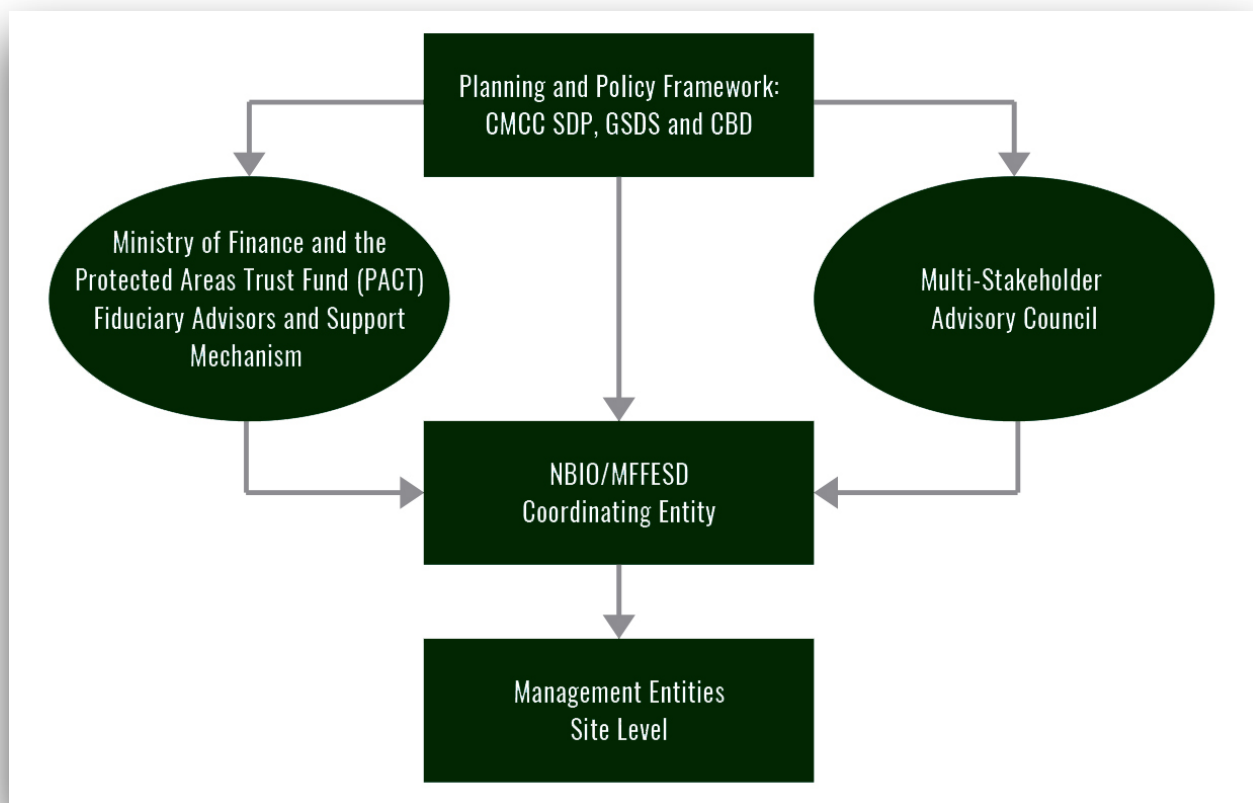 Planning and Policy Framework:
CMCC SDP, GSDS and CBD
Ministry of Finance and the
Protected Areas Trust Fund (PACT)
Fiduciary Advisors and Support
Mechanism
Multi-Stakeholder
Advisory Council
NBIO/MFFESD
Coordinating Entity
Management Entities
Site Level